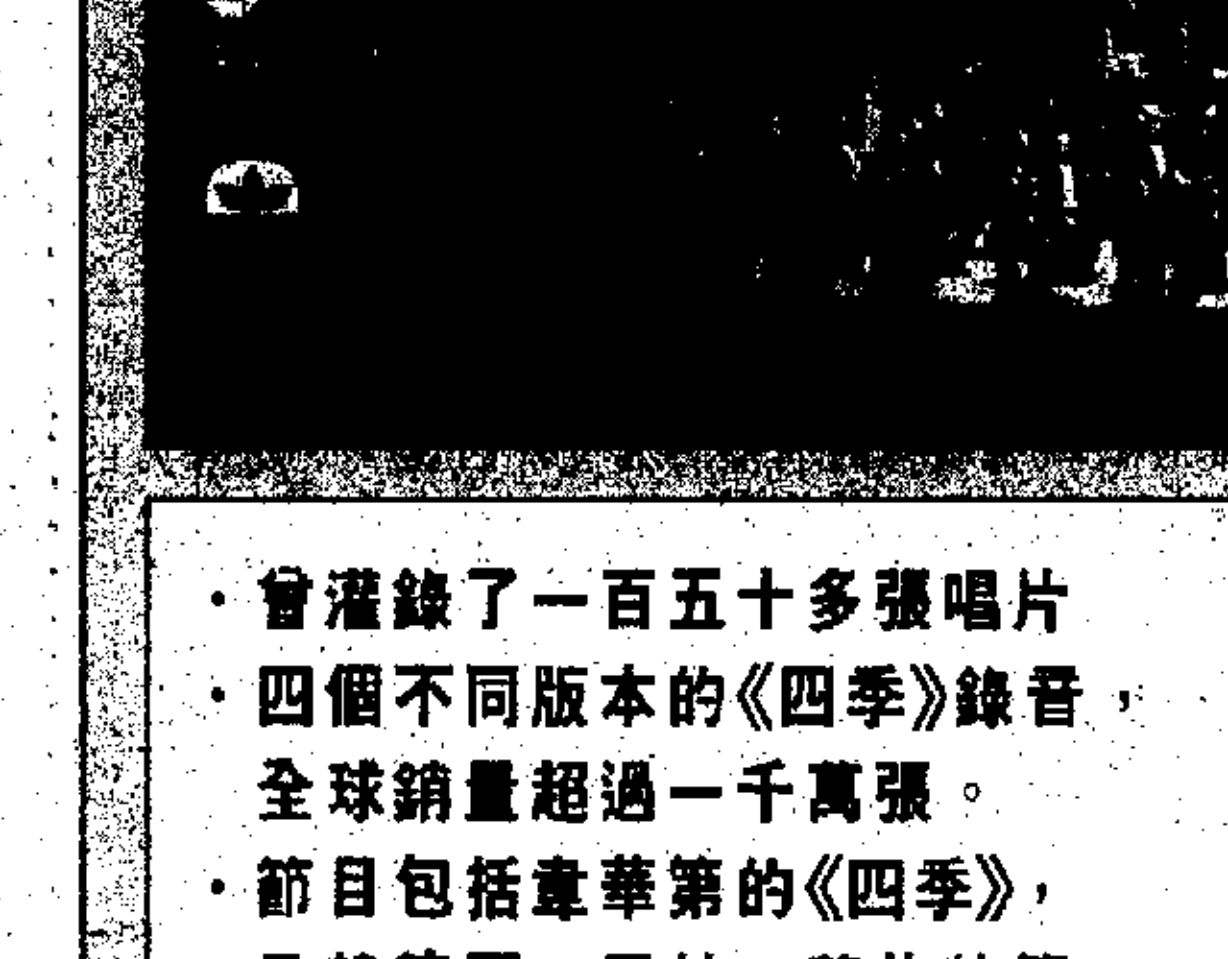 ・曾灌錄了一百五十多張唱片
・四個不同版本的《四季》錄音，
全球銷量超過一千萬張。
・節目包括韋華第的《四季》，